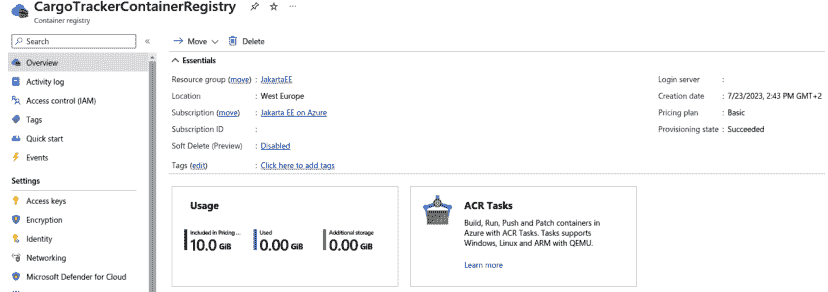 CargoTrackerContainerRegistry
Container registry
Search
Move
Delete
Overview
Activity log
Access control (IAM)
Tags
Quick start
Events
Settings
Access keys
Encryption
Identity
Networking
Microsoft Defender for Cloud
Essentials
Resource group (move) : JakartaEE
Location : West Europe
Subscription (move) : Jakarta EE on Azure
Subscription ID :
Soft Delete (Preview) : Disabled
Tags (edit) : Click here to add tags
Login server :
Creation date : 7/23/2023, 2:43 PM GMT+2
Pricing plan : Basic
Provisioning state : Succeeded
Usage
Included in Pricing...
10.0 GiB
Used
0.00 GiB
Additional storage
0.00 GiB
ACR Tasks
Build, Run, Push and Patch containers in
Azure with ACR Tasks. Tasks supports
Windows, Linux and ARM with QEMU.
Learn more